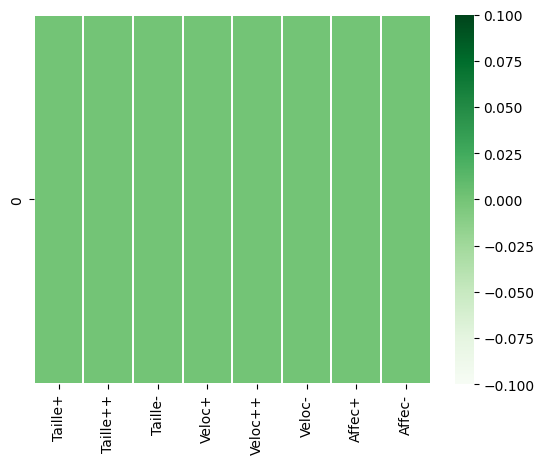 0
Taille+
Taille++
Taille-
Veloc+
Veloc++
Veloc-
Affec+
Affec-
0.100
0.075
0.050
0.025
0.000
−0.025
−0.050
−0.075
−0.100